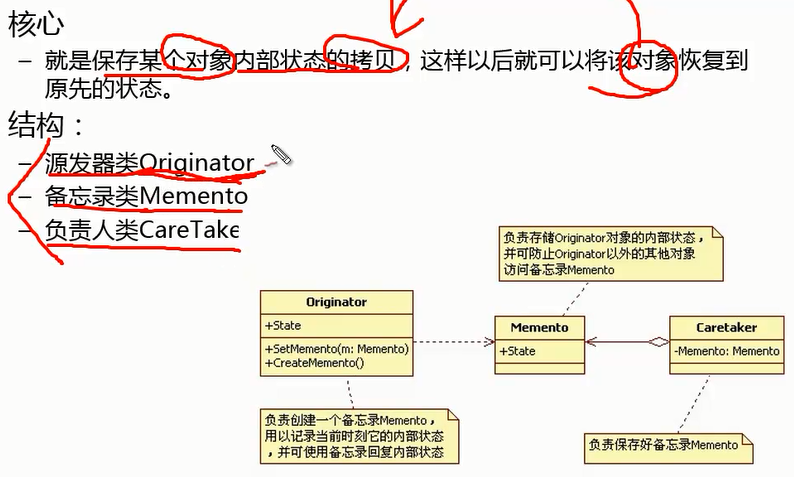 核心
– 就是保存某个对象内部状态的拷贝，这样以后就可以将该对象恢复到
原先的状态。
结构：
– 源发器类Originator
– 备忘录类Memento
– 负责人类CareTake
负责存储Originator对象的内部状态，
并可防止Originator以外的其他对象
访问备忘录Memento
Originator
+State
+SetMemento(m: Memento)
+CreateMemento()
Memento
+State
Caretaker
-Memento: Memento
负责创建一个备忘录Memento，
用以记录当前时刻它的内部状态
，并可使用备忘录回复内部状态
负责保存好备忘录Memento